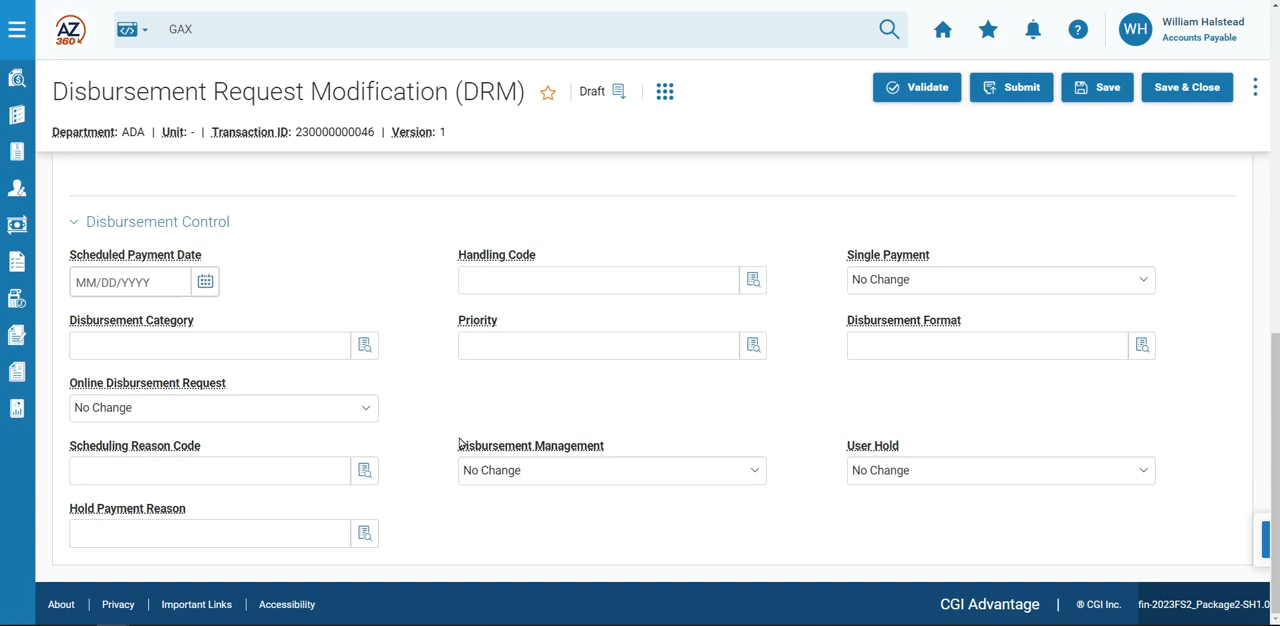 AZ
360
GAX
WH
William Halstead
Accounts Payable
Disbursement Request Modification (DRM)
Draft
Validate
Submit
Save
Save & Close
Department: ADA | Unit: - | Transaction ID: 230000000046 | Version: 1
Disbursement Control
Scheduled Payment Date
Handling Code
Single Payment
MM/DD/YYYY
No Change
Disbursement Category
Priority
Disbursement Format
Online Disbursement Request
No Change
Scheduling Reason Code
Disbursement Management
User Hold
No Change
No Change
Hold Payment Reason
About | Privacy | Important Links | Accessibility
CGI Advantage | ® CGI Inc. fin-2023FS2_Package2-SH1.0